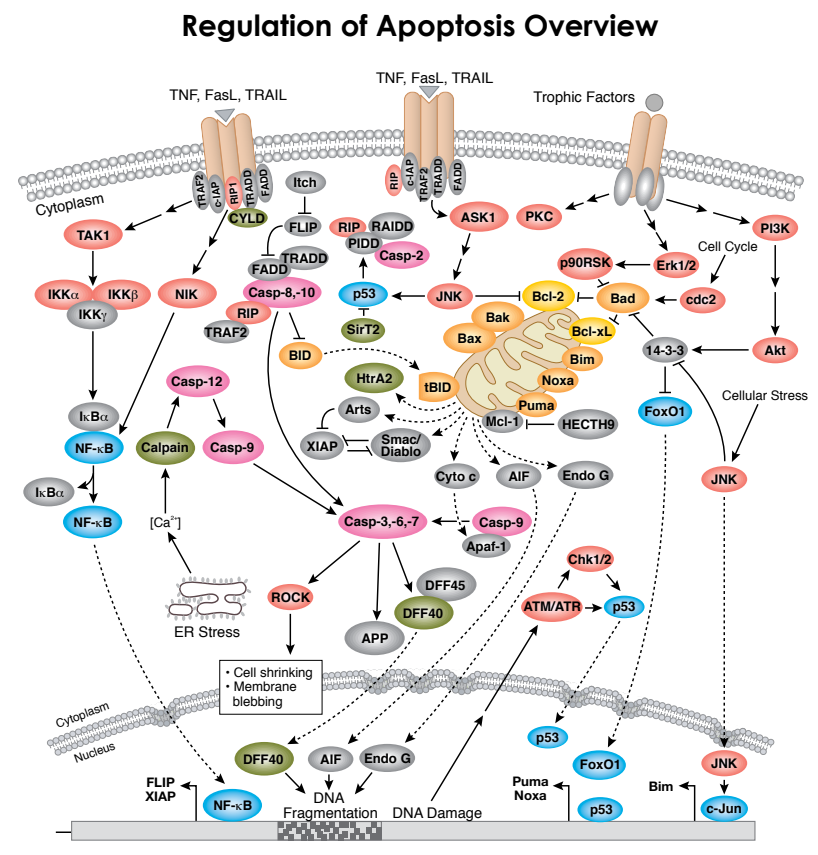 Regulation of Apoptosis Overview
TNF, FasL, TRAIL
TNF, FasL, TRAIL
Trophic Factors
Cytoplasm
TRAF2
c-IAP
RIP1
TRADD
FADD
CYLD
Itch
FLIP
TRADD
FADD
Casp-8,-10
RIP
TRAF2
BID
RIP
c-IAP
TRAF2
TRADD
FADD
RIP
RAIDD
PIDD
Casp-2
p53
SirT2
ASK1
JNK
PKC
PI3K
Cell Cycle
p90RSK
Erk1/2
Bad
cdc2
Bcl-2
Bcl-xL
14-3-3
Akt
TAK1
IKKα
IKKβ
IKKγ
NIK
Bak
Bax
Bim
Noxa
Puma
Mcl-1
HECTH9
tBID
HtrA2
Arts
XIAP
Smac/
Diablo
Cyto c
AIF
Endo G
FoxO1
Cellular Stress
JNK
Casp-12
Calpain
Casp-9
IκBα
NF-κB
IκBα
NF-κB
[Ca²⁺]
ER Stress
Casp-3,-6,-7
Casp-9
Apaf-1
ROCK
APP
DFF45
DFF40
Chk1/2
ATM/ATR
p53
• Cell shrinking
• Membrane
blebbing
Cytoplasm
Nucleus
DFF40
AIF
Endo G
p53
FoxO1
JNK
FLIP
XIAP
NF-κB
DNA
Fragmentation
DNA Damage
Puma
Noxa
p53
Bim
c-Jun